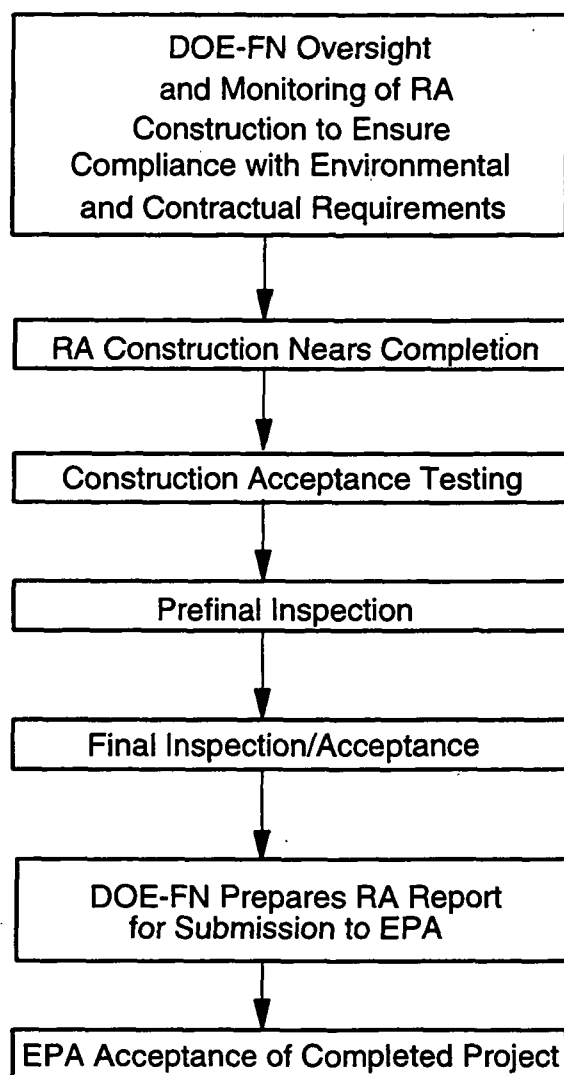 DOE-FN Oversight
and Monitoring of RA
Construction to Ensure
Compliance with Environmental
and Contractual Requirements
RA Construction Nears Completion
Construction Acceptance Testing
Prefinal Inspection
Final Inspection/Acceptance
DOE-FN Prepares RA Report
for Submission to EPA
EPA Acceptance of Completed Project